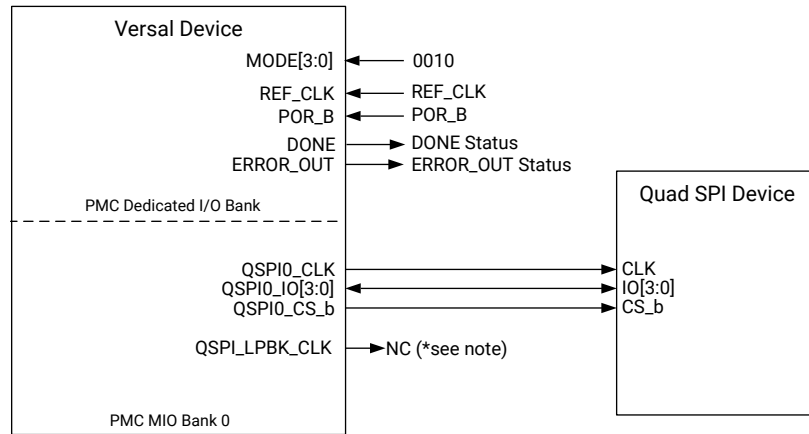 Versal Device
MODE[3:0] 0010
REF_CLK REF_CLK
POR_B POR_B
DONE DONE Status
ERROR_OUT ERROR_OUT Status
Quad SPI Device
PMC Dedicated I/O Bank
QSPI0_CLK CLK
QSPI0_IO[3:0] IO[3:0]
QSPI0_CS_b CS_b
QSPI_LPBK_CLK NC (*see note)
PMC MIO Bank 0